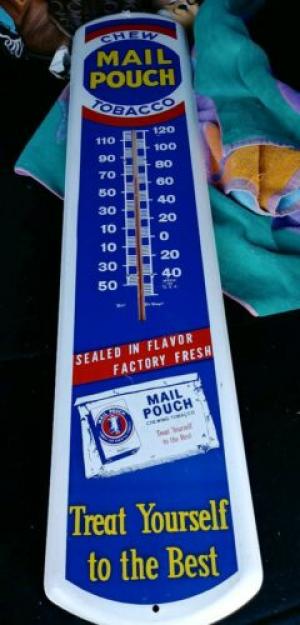 CHEW
MAIL
POUCH
TOBACCO
120
110
100
90
80
70
60
50
40
30
20
10
0
10
20
30
40
50
SEALED IN FLAVOR
FACTORY FRESH
MAIL
POUCH
CHEWING TOBACCO
Treat Yourself
to the Best
MAIL POUCH
Treat Yourself
to the Best